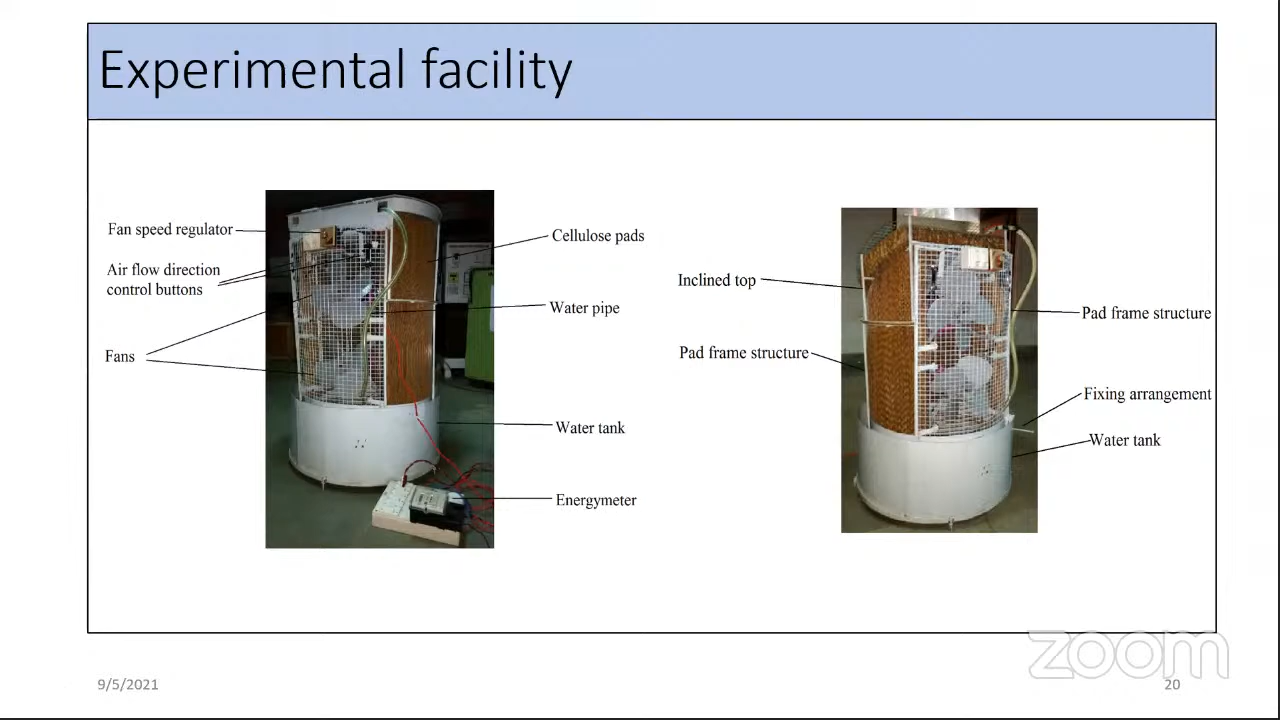 Experimental facility
Fan speed regulator
Air flow direction
control buttons
Fans
Cellulose pads
Water pipe
Water tank
Energymeter
Inclined top
Pad frame structure
Pad frame structure
Fixing arrangement
Water tank
zoom
9/5/2021
20